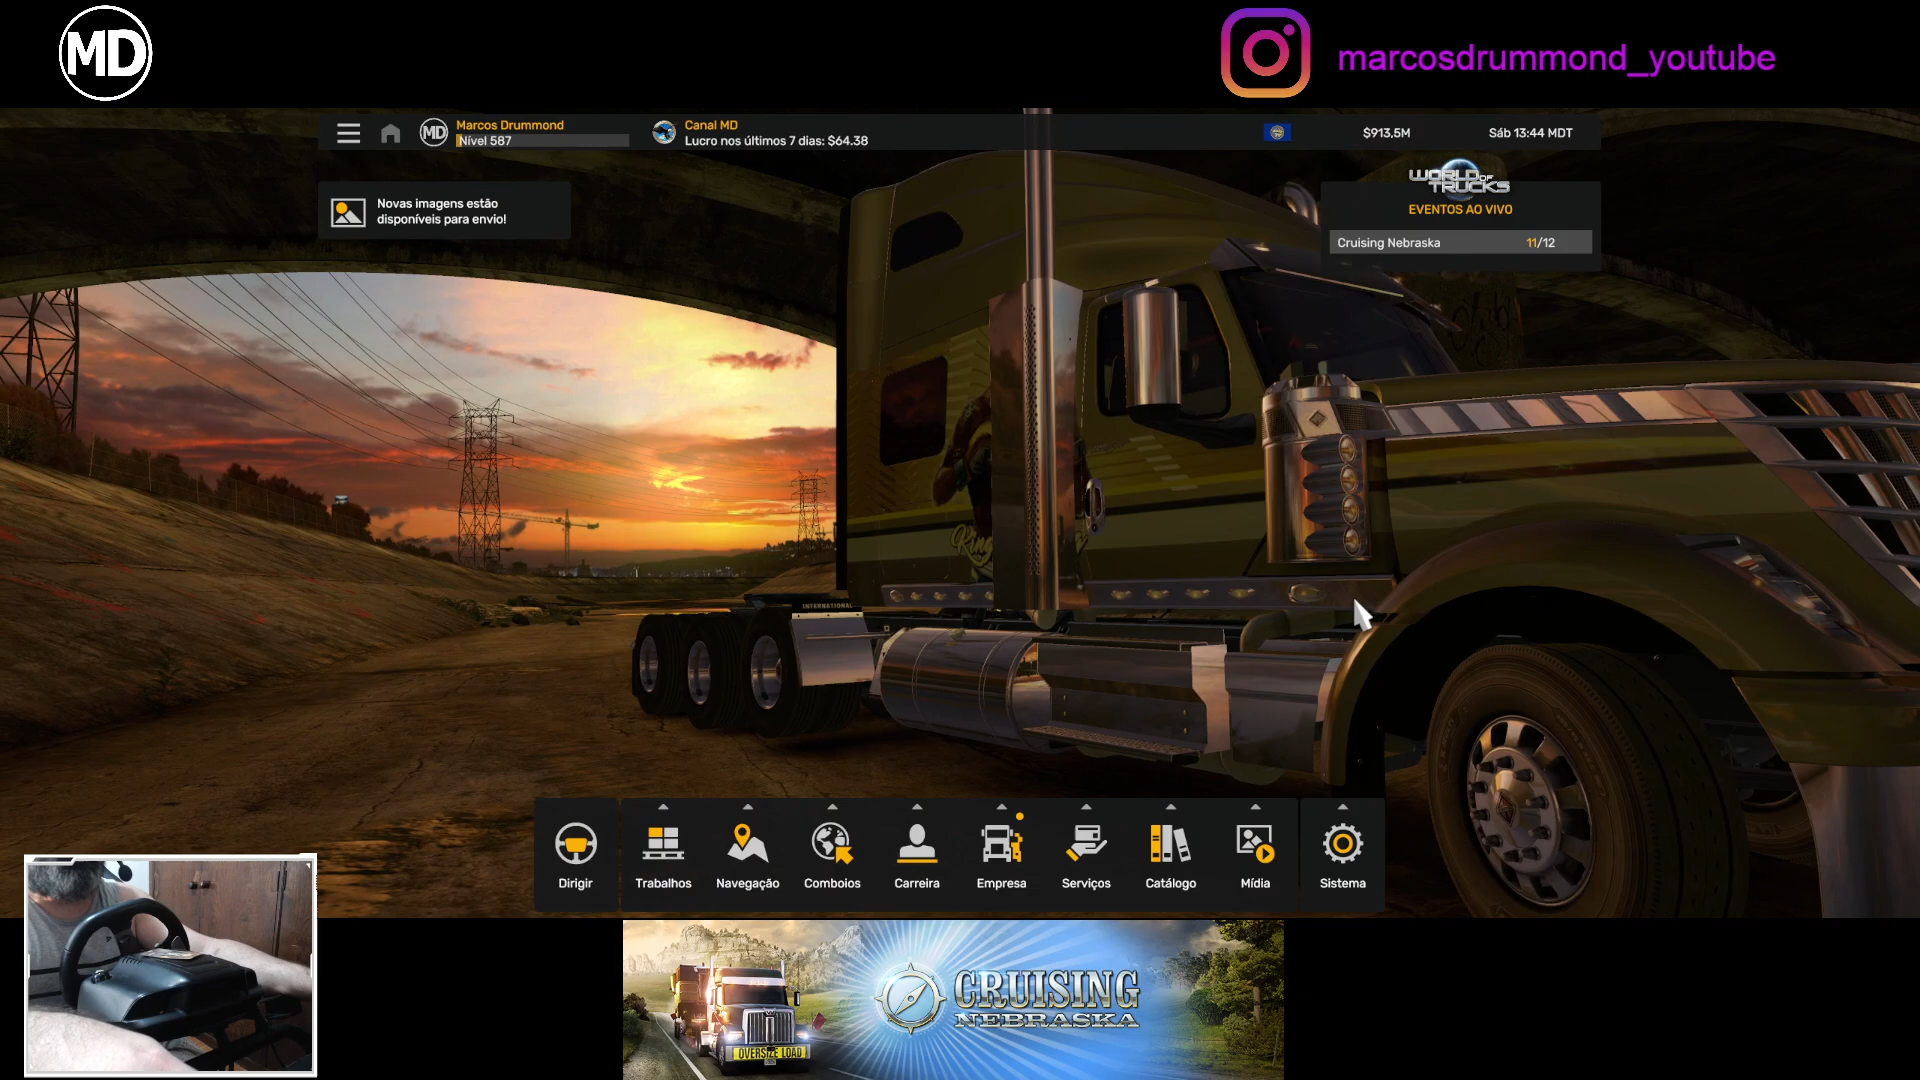 MD
marcosdrummond_youtube
MD
Marcos Drummond
Nível 587
Canal MD
Lucro nos últimos 7 dias: $64.38
$913,5M
Sáb 13:44 MDT
Novas imagens estão
disponíveis para envio!
WORLD OF
TRUCKS
EVENTOS AO VIVO
Cruising Nebraska 11/12
King
INTERNATIONAL
Dirigir
Trabalhos
Navegação
Comboios
Carreira
Empresa
Serviços
Catálogo
Mídia
Sistema
CRUISING
NEBRASKA
OVERSIZE LOAD